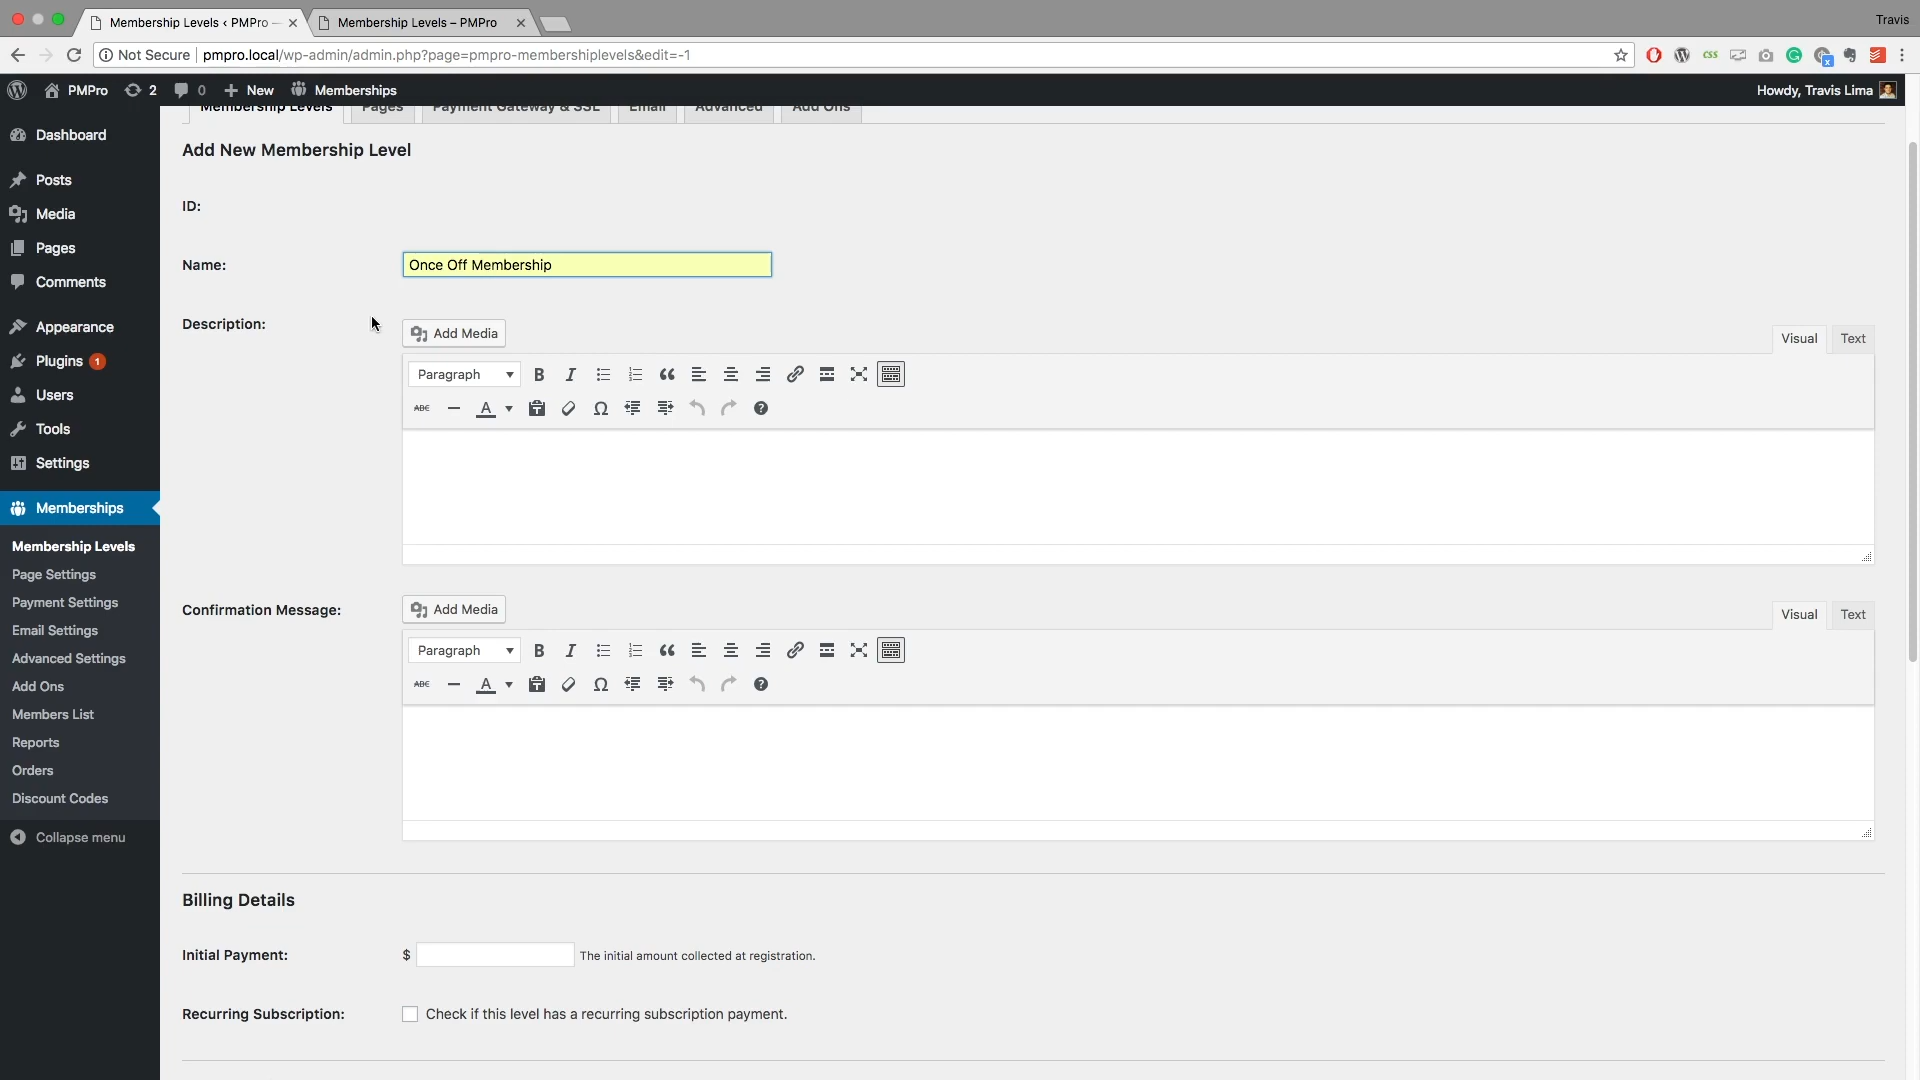 Membership Levels ‹ PMPro —
Membership Levels – PMPro
Travis
Not Secure
pmpro.local/wp-admin/admin.php?page=pmpro-membershiplevels&edit=-1
css
PMPro
2
0
New
Memberships
Howdy, Travis Lima
Membership Levels
Pages
Payment Gateway & SSL
Email
Advanced
Add Ons
Dashboard
Posts
Media
Pages
Comments
Appearance
Plugins 1
Users
Tools
Settings
Memberships
Membership Levels
Page Settings
Payment Settings
Email Settings
Advanced Settings
Add Ons
Members List
Reports
Orders
Discount Codes
Collapse menu
Add New Membership Level
ID:
Name:
Once Off Membership
Description:
Add Media
Visual
Text
Paragraph
B
I
ABC
A
Ω
Confirmation Message:
Add Media
Visual
Text
Paragraph
B
I
ABC
A
Ω
Billing Details
Initial Payment:
$
The initial amount collected at registration.
Recurring Subscription:
Check if this level has a recurring subscription payment.